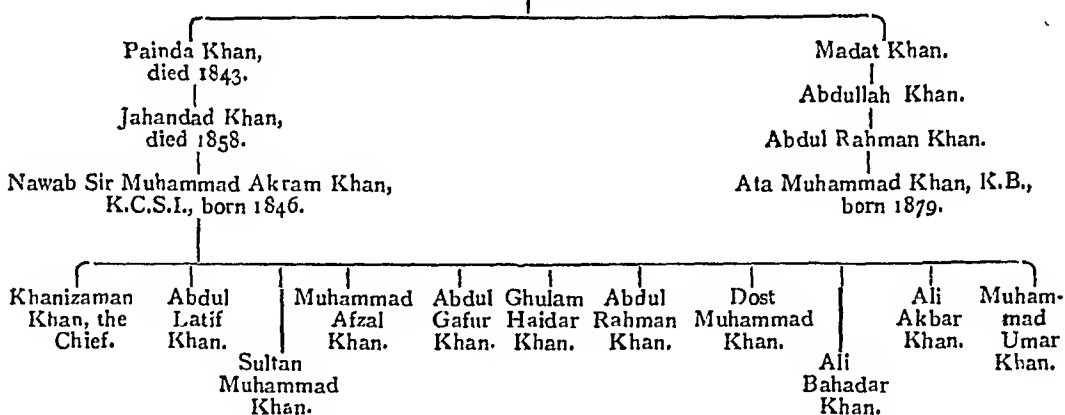 Painda Khan,
died 1843.
Madat Khan.
Jahandad Khan,
died 1858.
Abdullah Khan.
Abdul Rahman Khan.
Nawab Sir Muhammad Akram Khan,
K.C.S.I., born 1846.
Ata Muhammad Khan, K.B.,
born 1879.
Khanizaman
Khan, the
Chief.
Abdul
Latif
Khan.
Sultan
Muhammad
Khan.
Muhammad
Afzal
Khan.
Abdul
Gafur
Khan.
Ghulam
Haidar
Khan.
Abdul
Rahman
Khan.
Dost
Muhammad
Khan.
Ali
Bahadar
Khan.
Ali
Akbar
Khan.
Muham-
mad
Umar
Khan.